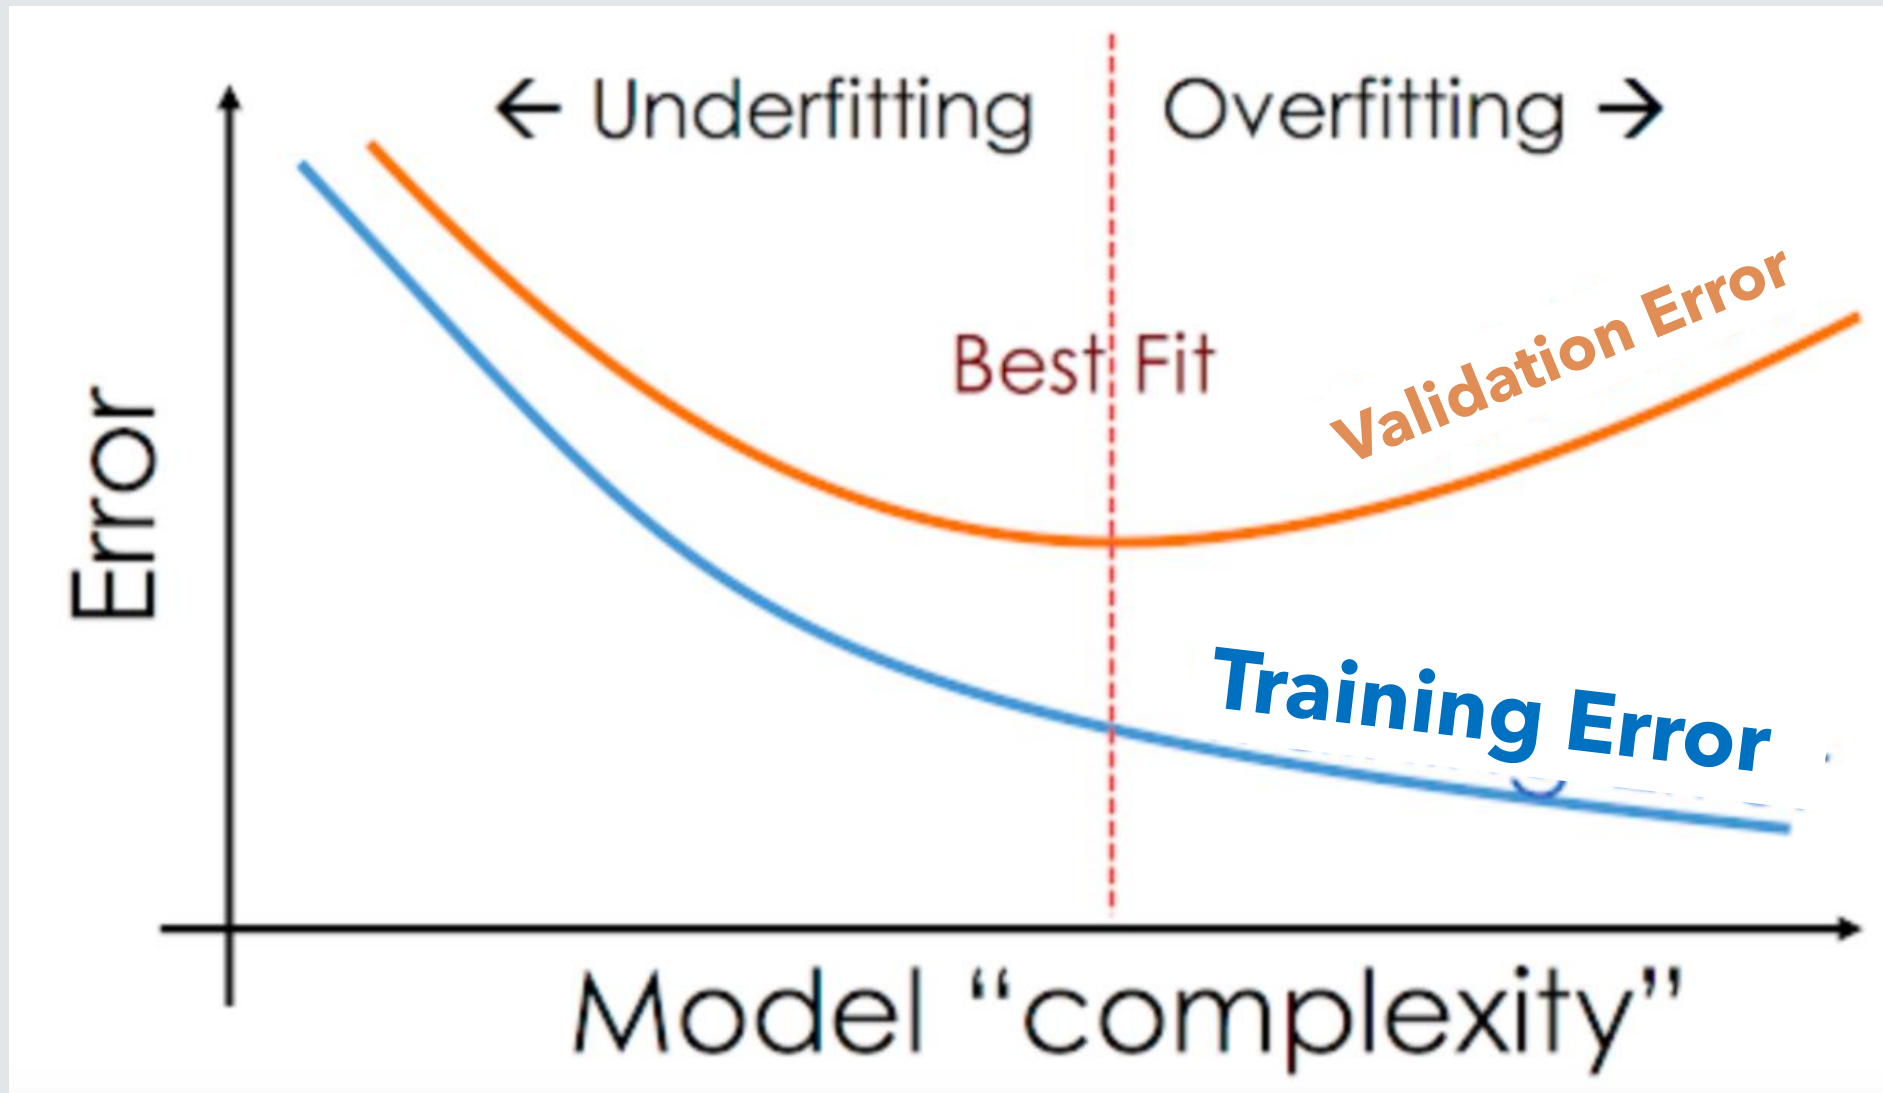 ← Underfitting
Overfitting →
Best Fit
Validation Error
Training Error
Error
Model “complexity”